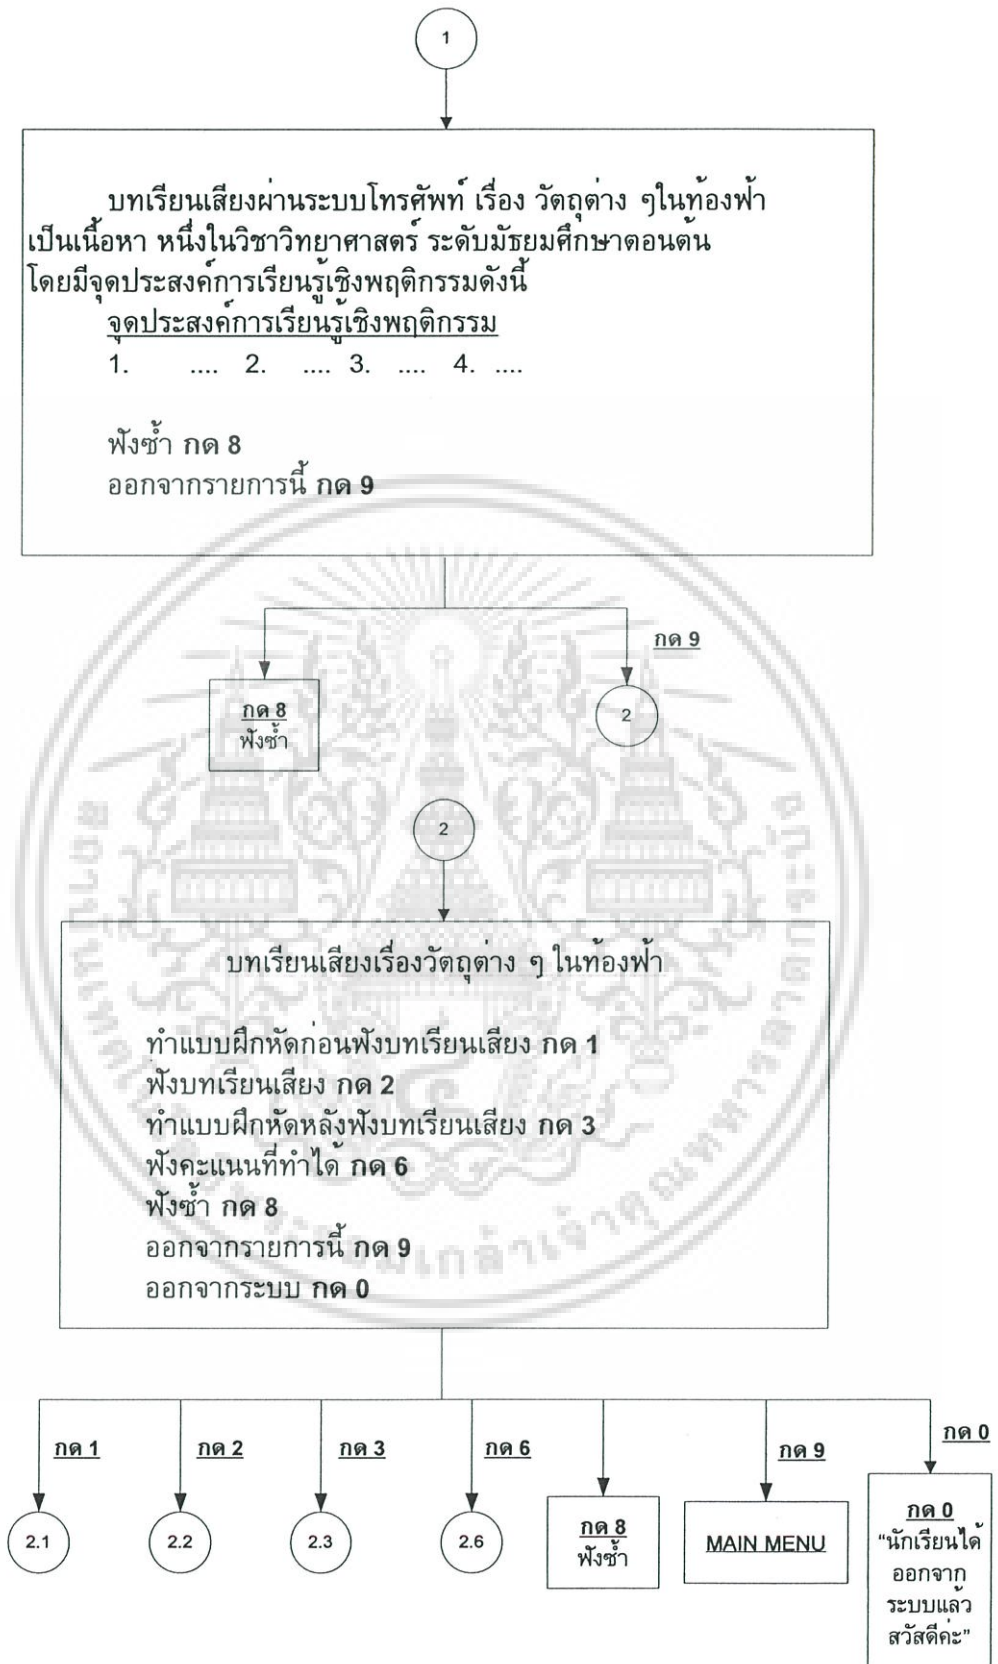 1
บทเรียนเสียงผ่านระบบโทรศัพท์ เรื่อง วัตถุต่าง ๆในท้องฟ้า
เป็นเนื้อหา หนึ่งในวิชาวิทยาศาสตร์ ระดับมัธยมศึกษาตอนต้น
โดยมีจุดประสงค์การเรียนรู้เชิงพฤติกรรมดังนี้
จุดประสงค์การเรียนรู้เชิงพฤติกรรม
1. .... 2. .... 3. .... 4. ....
ฟังซ้ำ กด 8
ออกจากรายการนี้ กด 9
กด 9
กด 8
ฟังซ้ำ
2
2
บทเรียนเสียงเรื่องวัตถุต่าง ๆ ในท้องฟ้า
ทำแบบฝึกหัดก่อนฟังบทเรียนเสียง กด 1
ฟังบทเรียนเสียง กด 2
ทำแบบฝึกหัดหลังฟังบทเรียนเสียง กด 3
ฟังคะแนนที่ทำได้ กด 6
ฟังซ้ำ กด 8
ออกจากรายการนี้ กด 9
ออกจากระบบ กด 0
กด 1
กด 2
กด 3
กด 6
กด 9
กด 0
2.1
2.2
2.3
2.6
กด 8
ฟังซ้ำ
MAIN MENU
กด 0
“นักเรียนได้
ออกจาก
ระบบแล้ว
สวัสดีค่ะ”